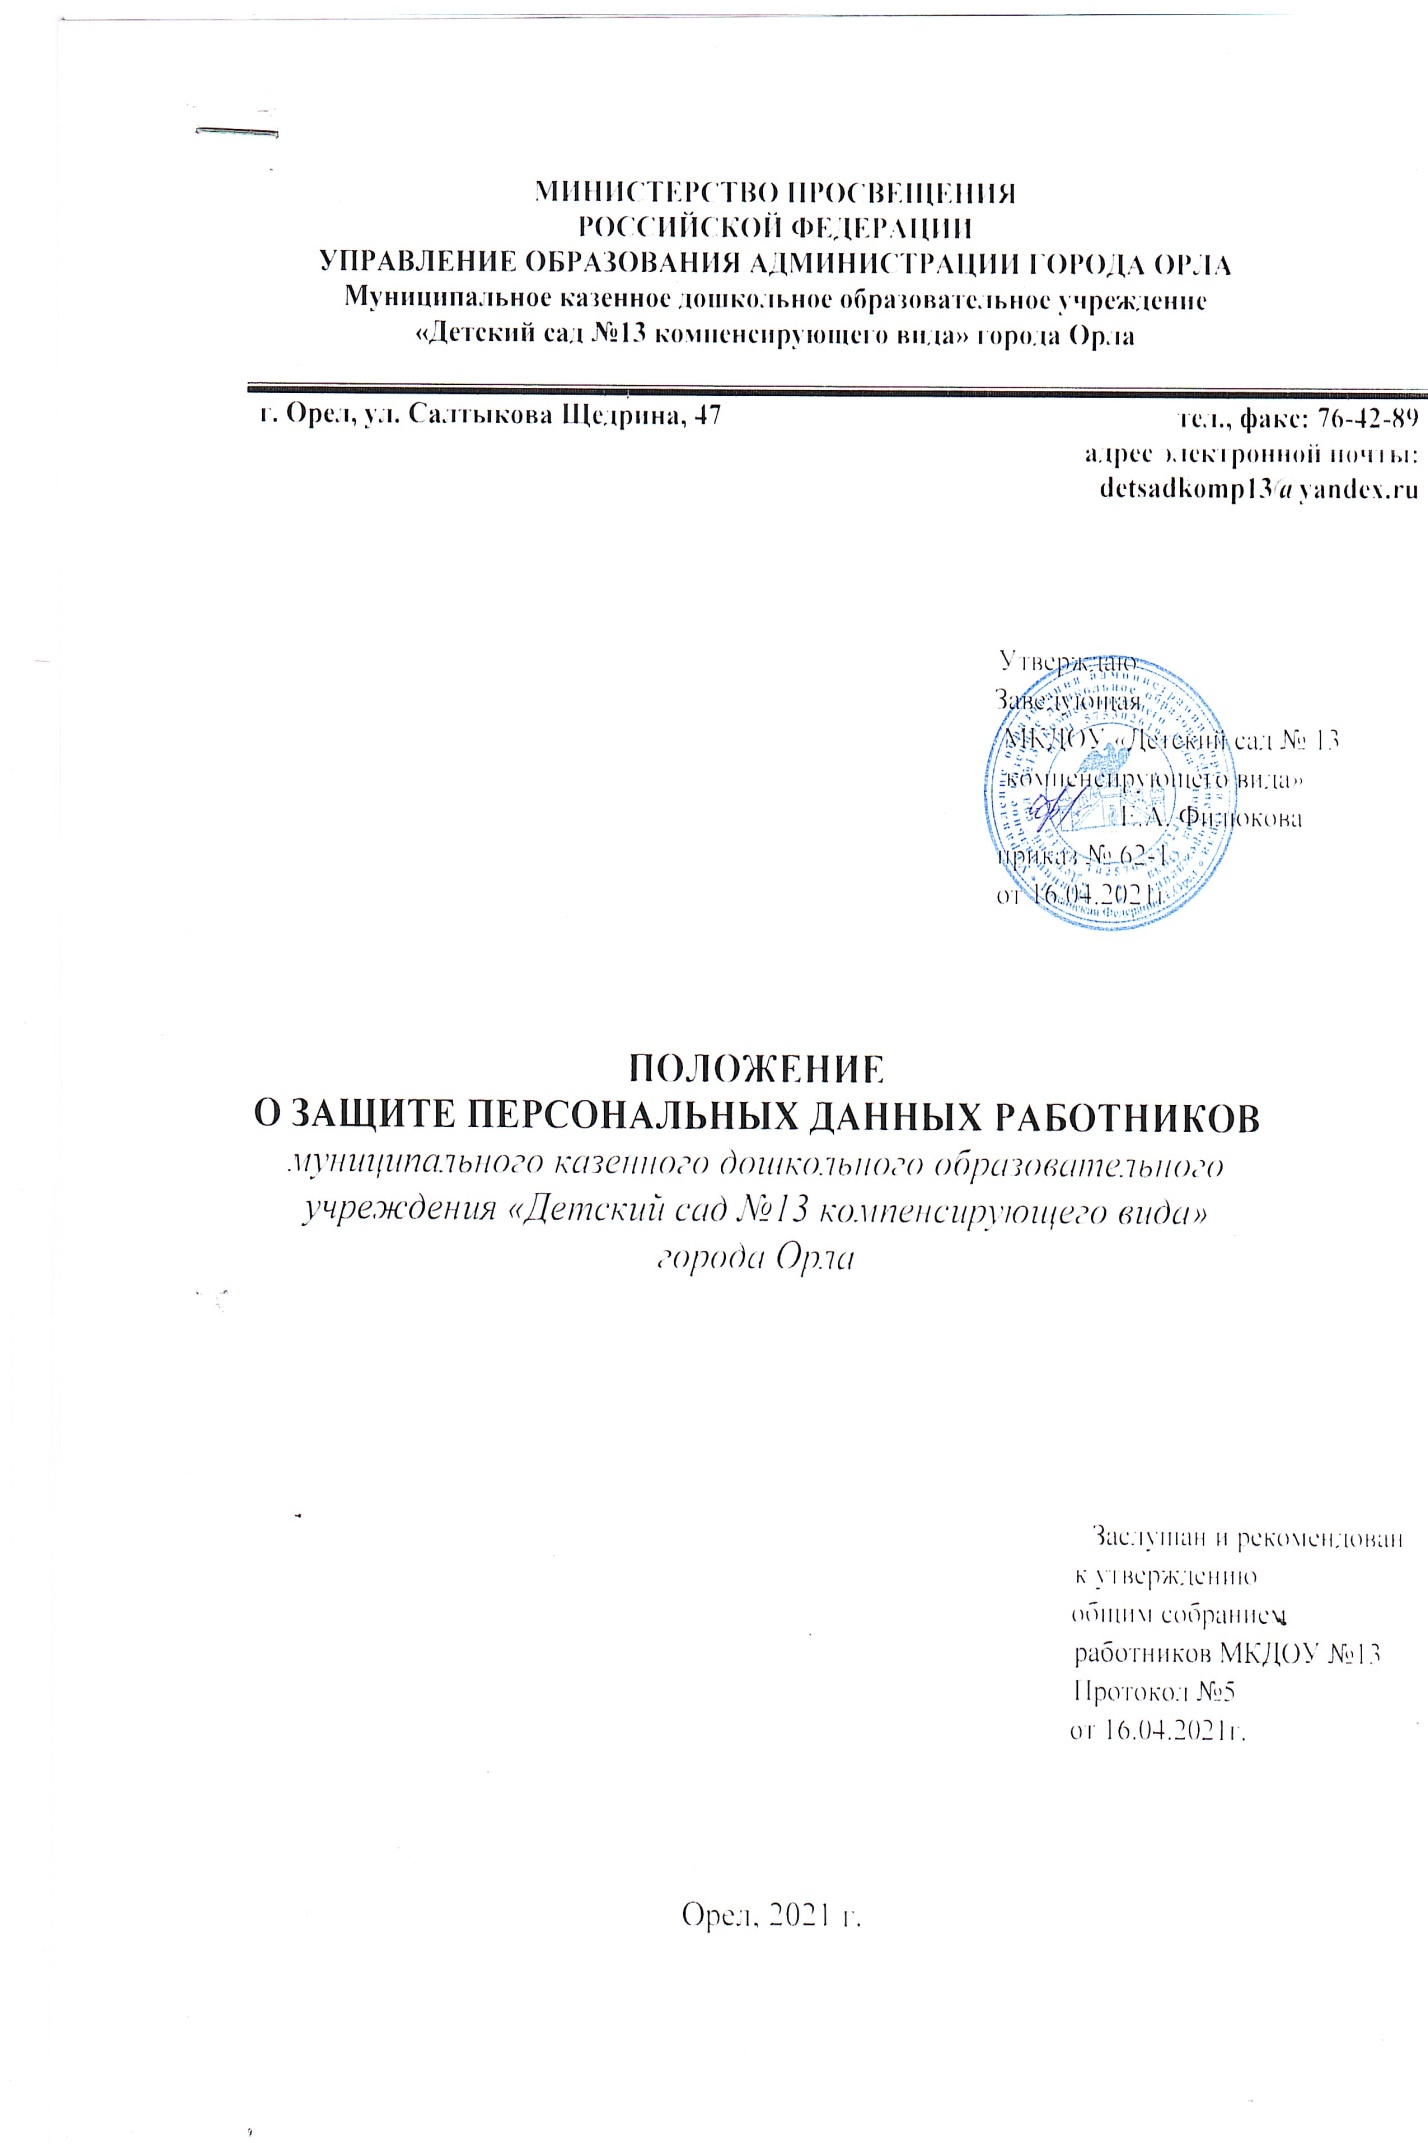 МИНИСТЕРСТВО ПРОСВЕЩЕНИЯ
РОССИЙСКОЙ ФЕДЕРАЦИИ
УПРАВЛЕНИЕ ОБРАЗОВАНИЯ АДМИНИСТРАЦИИ ГОРОДА ОРЛА
Муниципальное казенное дошкольное образовательное учреждение
«Детский сад №13 компенсирующего вида» города Орла
г. Орел, ул. Салтыкова Щедрина, 47
тел., факс: 76-42-89
адрес электронной почты:
detsadkomp13@yandex.ru
Утверждаю
Заведующая
МКДОУ «Детский сад № 13
компенсирующего вида»
Е.А. Филюкова
приказ № 62-1
от 16.04.2021г.
ПОЛОЖЕНИЕ
О ЗАЩИТЕ ПЕРСОНАЛЬНЫХ ДАННЫХ РАБОТНИКОВ
муниципального казенного дошкольного образовательного
учреждения «Детский сад №13 компенсирующего вида»
города Орла
Заслушан и рекомендован
к утверждению
общим собранием
работников МКДОУ №13
Протокол №5
от 16.04.2021г.
Орел, 2021 г.